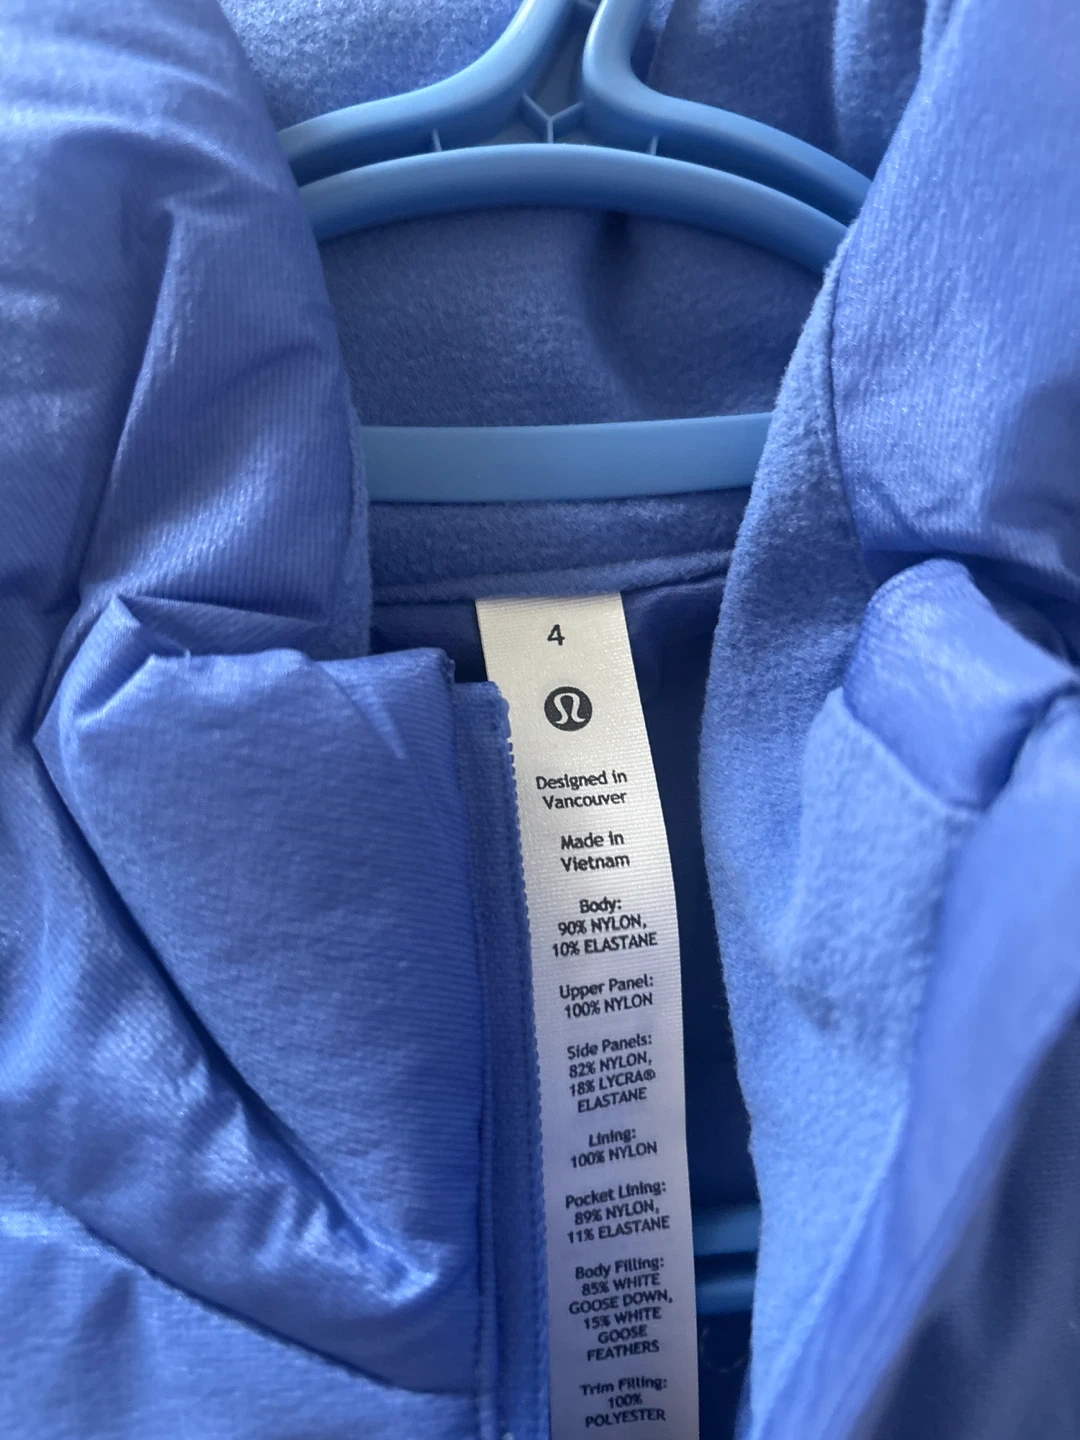 4
Designed in
Vancouver
Made in
Vietnam
Body:
90% NYLON,
10% ELASTANE
Upper Panel:
100% NYLON
Side Panels:
82% NYLON,
18% LYCRA®
ELASTANE
Lining:
100% NYLON
Pocket Lining:
89% NYLON,
11% ELASTANE
Body Filling:
85% WHITE
GOOSE DOWN,
15% WHITE
GOOSE
FEATHERS
Trim Filling:
100%
POLYESTER